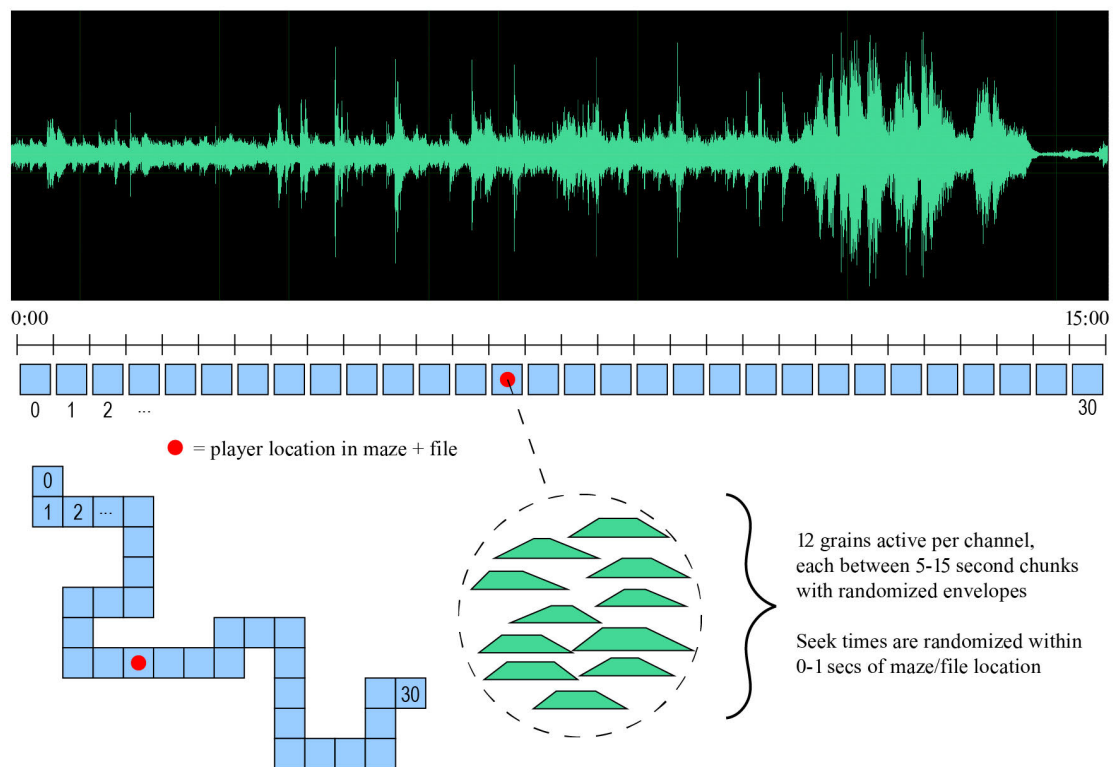 0:00 15:00
0 1 2 ... 30
= player location in maze + file
0
1 2 ...
30
12 grains active per channel,
each between 5-15 second chunks
with randomized envelopes
Seek times are randomized within
0-1 secs of maze/file location